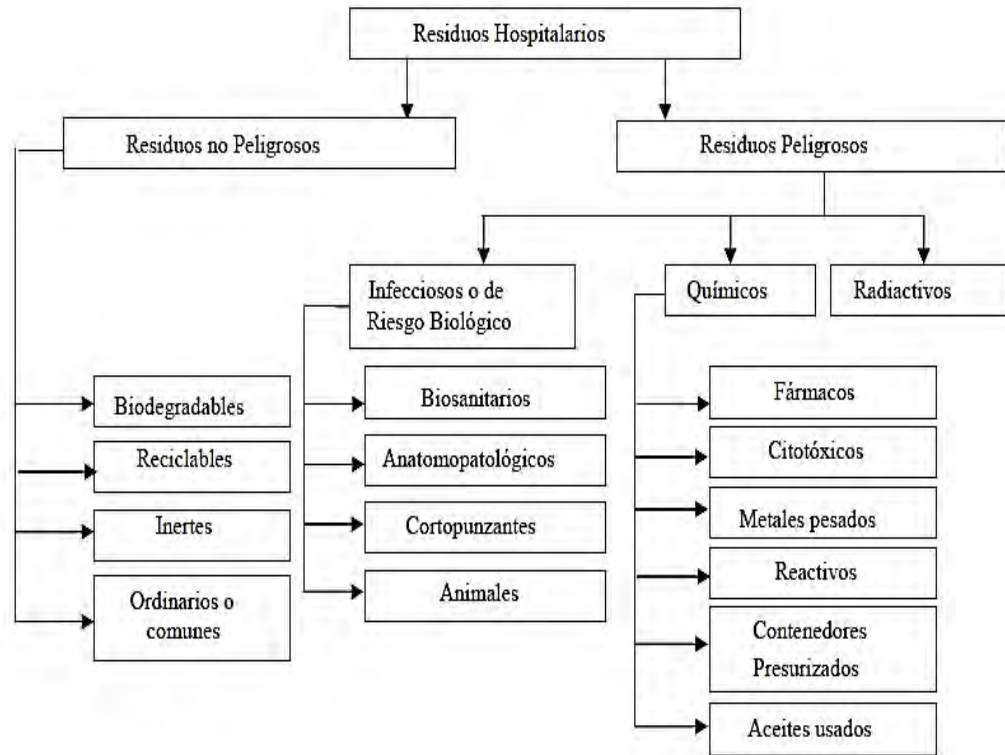 Residuos Hospitalarios
Residuos no Peligrosos
Residuos Peligrosos
Infecciosos o de
Riesgo Biológico
Químicos
Radiactivos
Biodegradables
Reciclables
Inertes
Ordinarios o
comunes
Biosanitarios
Anatomopatológicos
Cortopunzantes
Animales
Fármacos
Citotóxicos
Metales pesados
Reactivos
Contenedores
Presurizados
Aceites usados